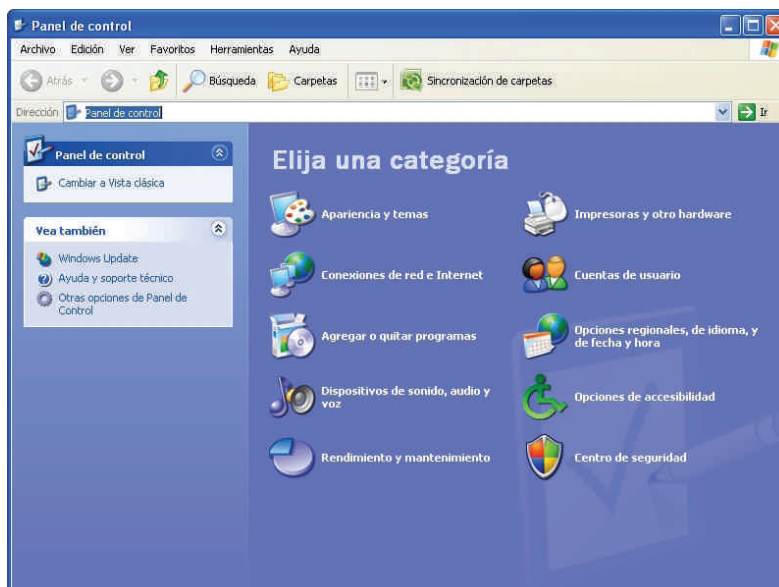 Panel de control
Archivo Edición Ver Favoritos Herramientas Ayuda
Atrás Búsqueda Carpetas Sincronización de carpetas
Dirección Panel de control Ir
Panel de control
Cambiar a Vista clásica
Vea también
Windows Update
Ayuda y soporte técnico
Otras opciones de Panel de
Control
Elija una categoría
Apariencia y temas
Impresoras y otro hardware
Conexiones de red e Internet
Cuentas de usuario
Agregar o quitar programas
Opciones regionales, de idioma, y
de fecha y hora
Dispositivos de sonido, audio y
voz
Opciones de accesibilidad
Rendimiento y mantenimiento
Centro de seguridad